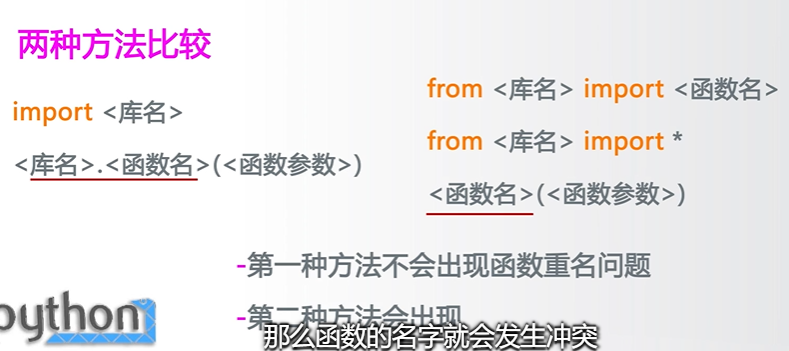 两种方法比较
import <库名>
<库名>.<函数名>(<函数参数>)
from <库名> import <函数名>
from <库名> import *
<函数名>(<函数参数>)
-第一种方法不会出现函数重名问题
-第二种方法会出现
python
那么函数的名字就会发生冲突